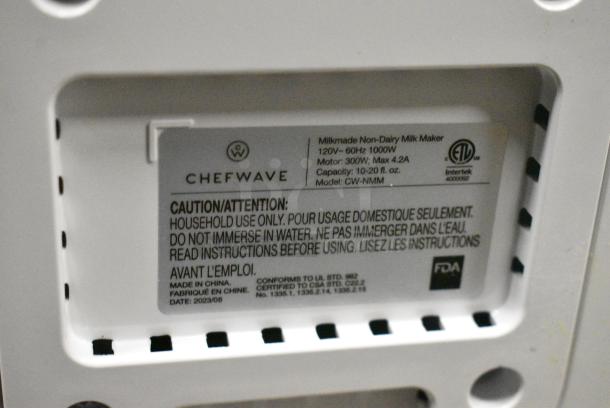 CHEFWAVE
Milkmade Non-Dairy Milk Maker
120V~ 60Hz 1000W
Motor: 300W; Max 4.2A
Capacity: 10-20 fl. oz.
Model: CW-NMM
ETL
Intertek
4000092
CAUTION/ATTENTION:
HOUSEHOLD USE ONLY. POUR USAGE DOMESTIQUE SEULEMENT.
DO NOT IMMERSE IN WATER. NE PAS IMMERGER DANS L'EAU.
READ INSTRUCTIONS BEFORE USING. LISEZ LES INSTRUCTIONS
AVANT L'EMPLOI.
MADE IN CHINA.
FABRIQUÉ EN CHINE.
DATE: 2023/08
CONFORMS TO UL STD. 982
CERTIFIED TO CSA STD. C22.2
No. 1335.1, 1335.2.14, 1335.2.15
FDA